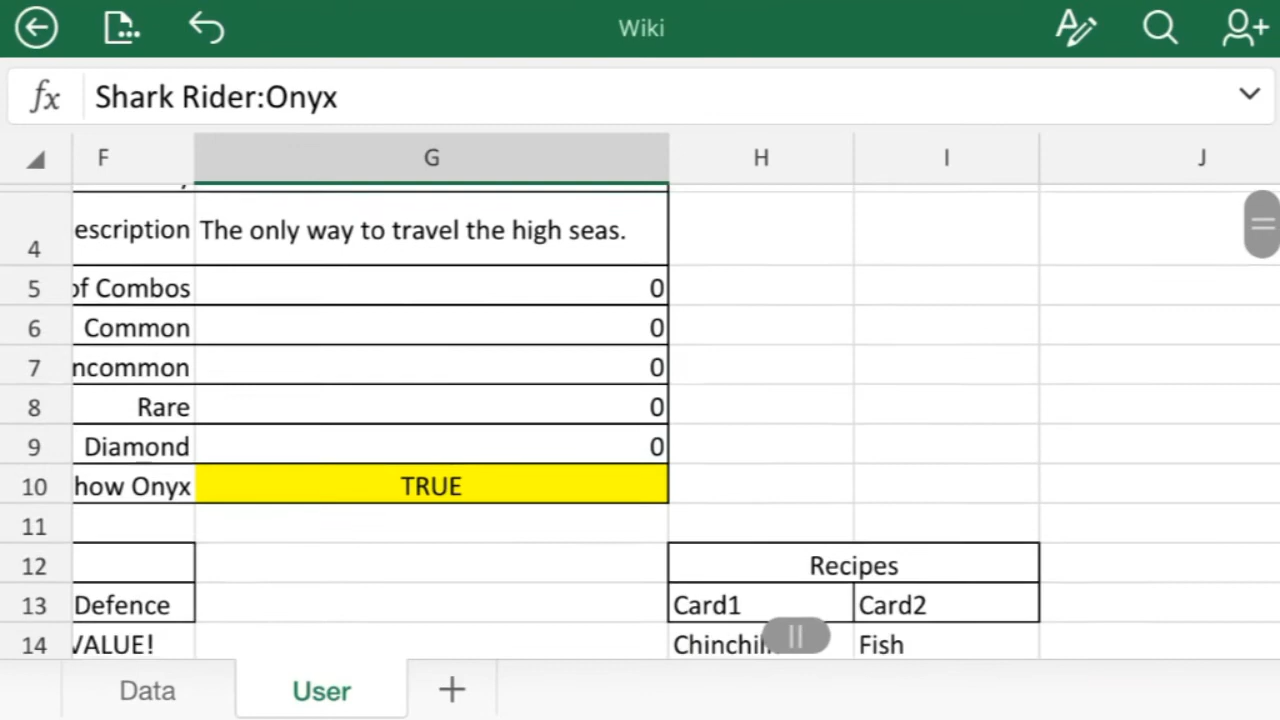 Wiki
fx Shark Rider:Onyx
F G H I J
4 escription The only way to travel the high seas.
5 of Combos 0
6 Common 0
7 ncommon 0
8 Rare 0
9 Diamond 0
10 how Onyx TRUE
11
12 Recipes
13 Defence Card1 Card2
14 VALUE! Chinchil Fish
Data User